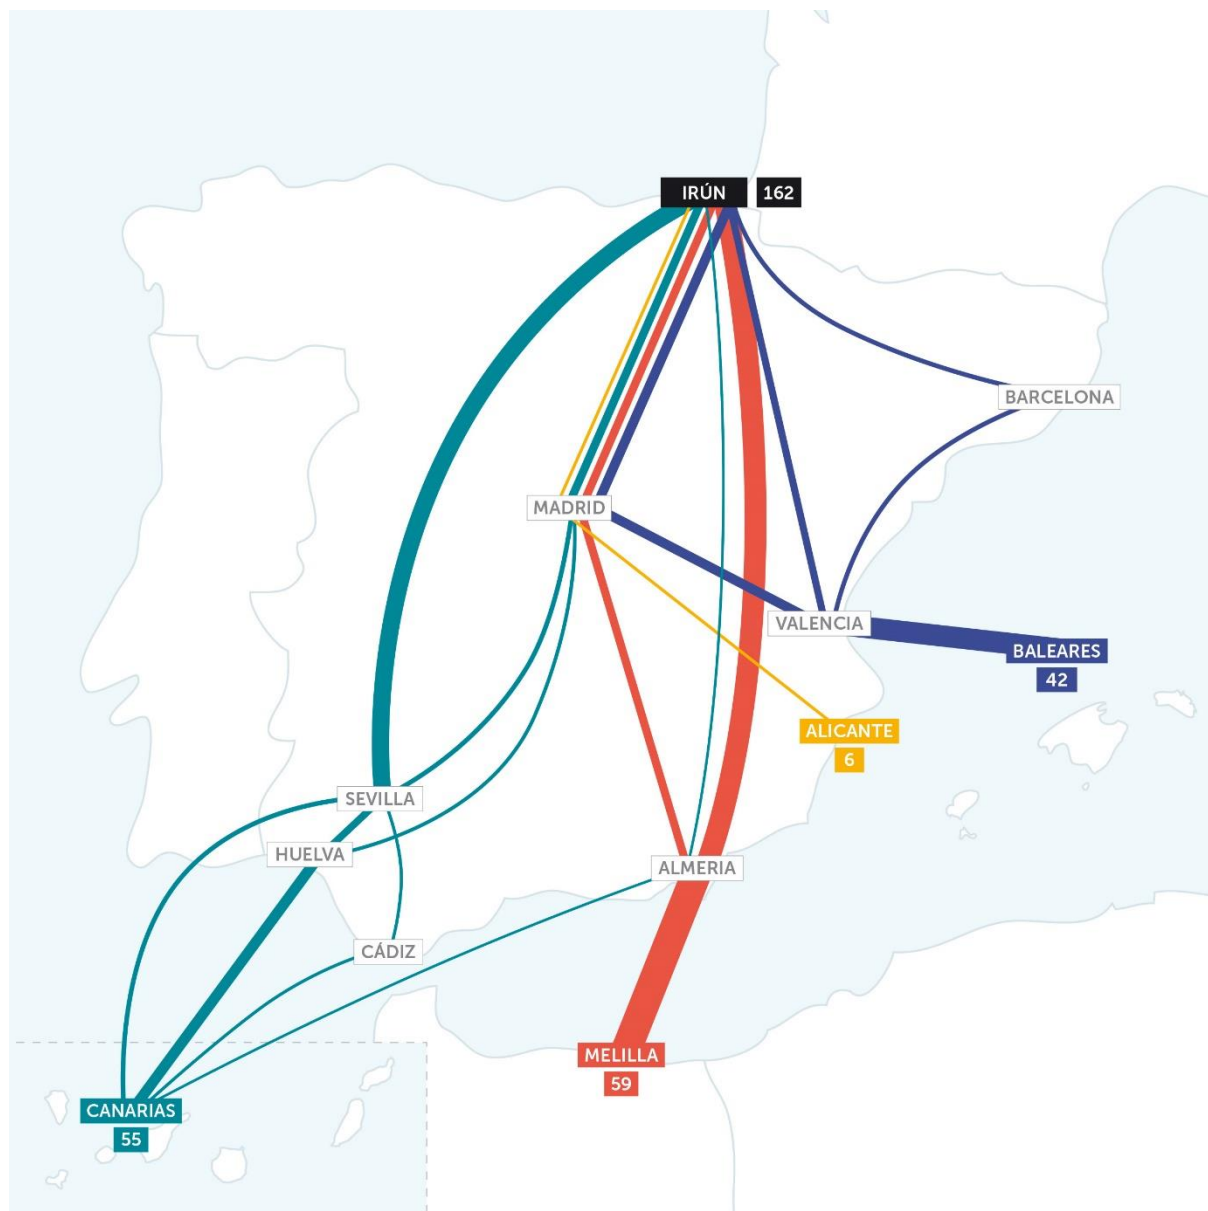 IRÚN 162
BARCELONA
MADRID
VALENCIA
BALEARES
42
ALICANTE
6
SEVILLA
HUELVA
ALMERIA
CÁDIZ
MELILLA
59
CANARIAS
55